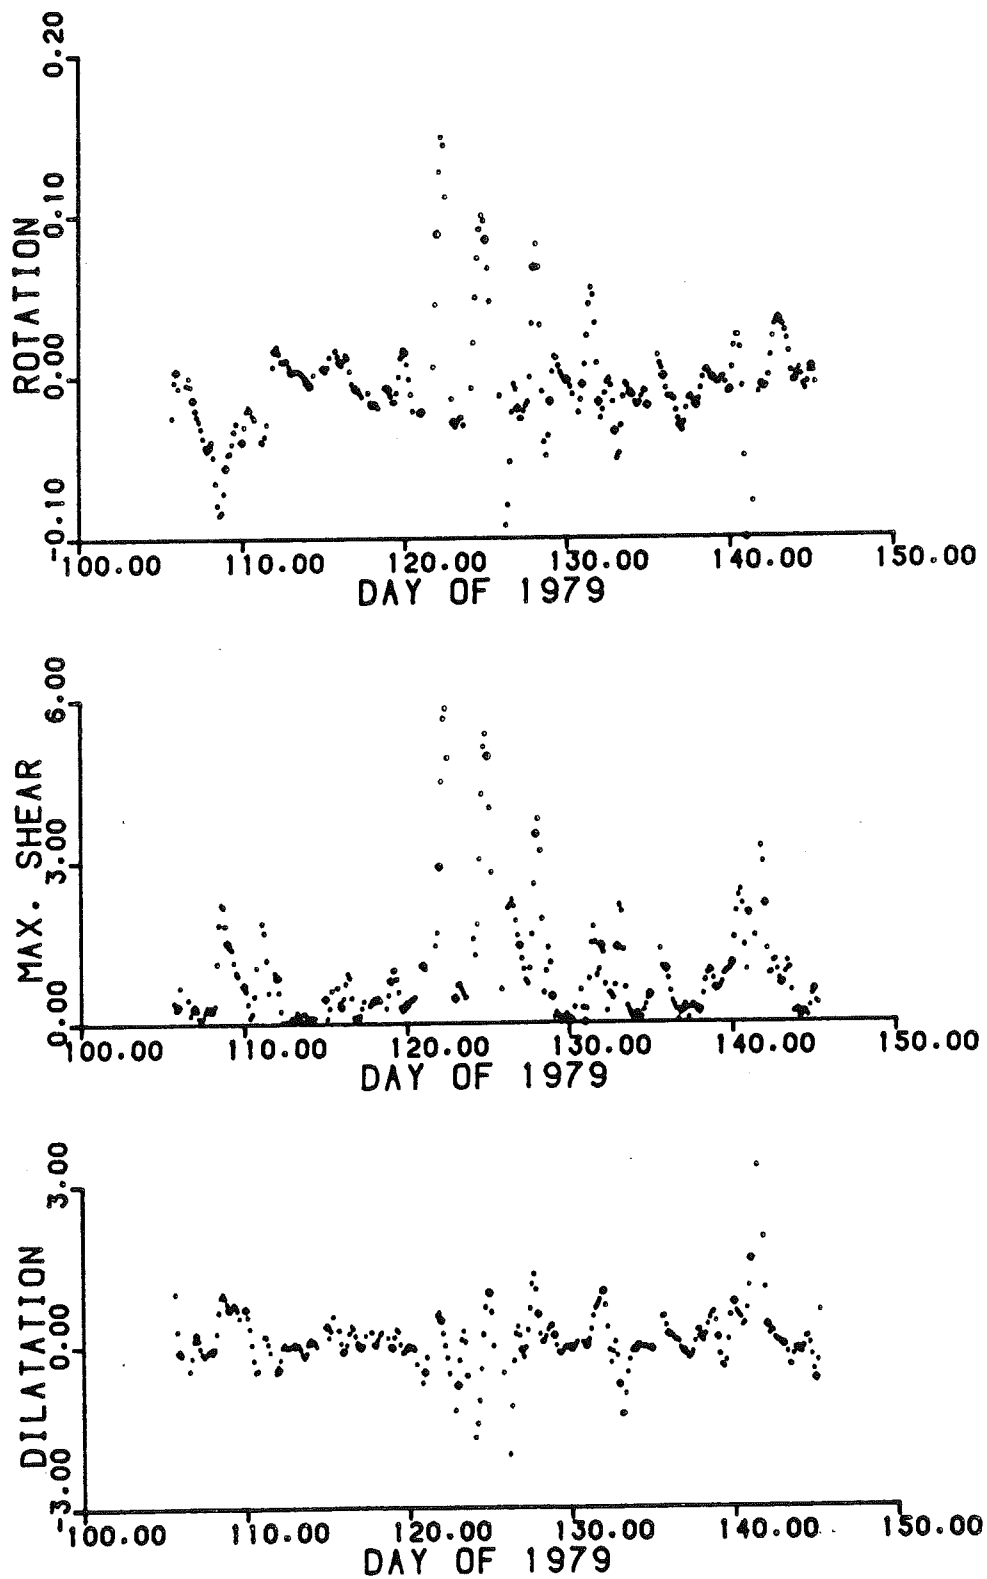 0.20
0.10
0.00
-0.10
ROTATION
100.00 110.00 120.00 130.00 140.00 150.00
DAY OF 1979
6.00
3.00
0.00
MAX. SHEAR
100.00 110.00 120.00 130.00 140.00 150.00
DAY OF 1979
3.00
0.00
-3.00
DILATATION
100.00 110.00 120.00 130.00 140.00 150.00
DAY OF 1979